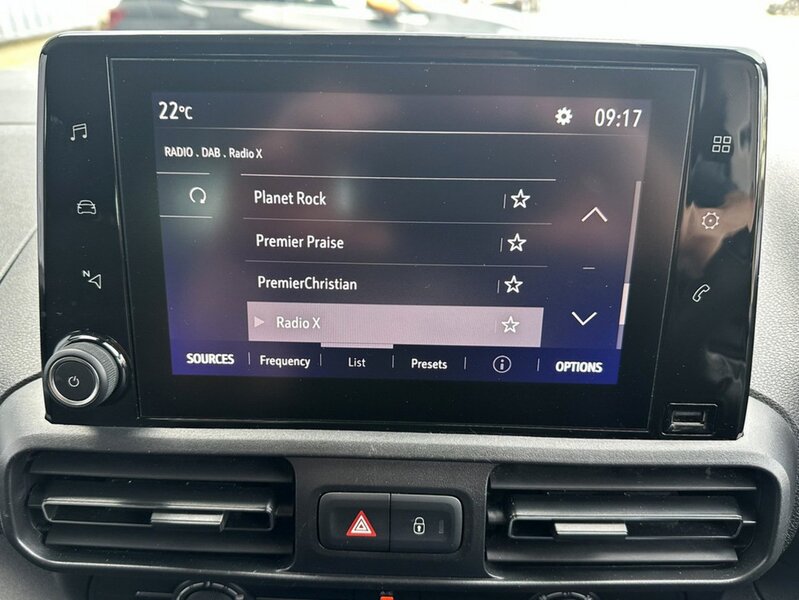 22°C 09:17
RADIO . DAB . Radio X
Planet Rock
Premier Praise
PremierChristian
Radio X
SOURCES Frequency List Presets i OPTIONS
N